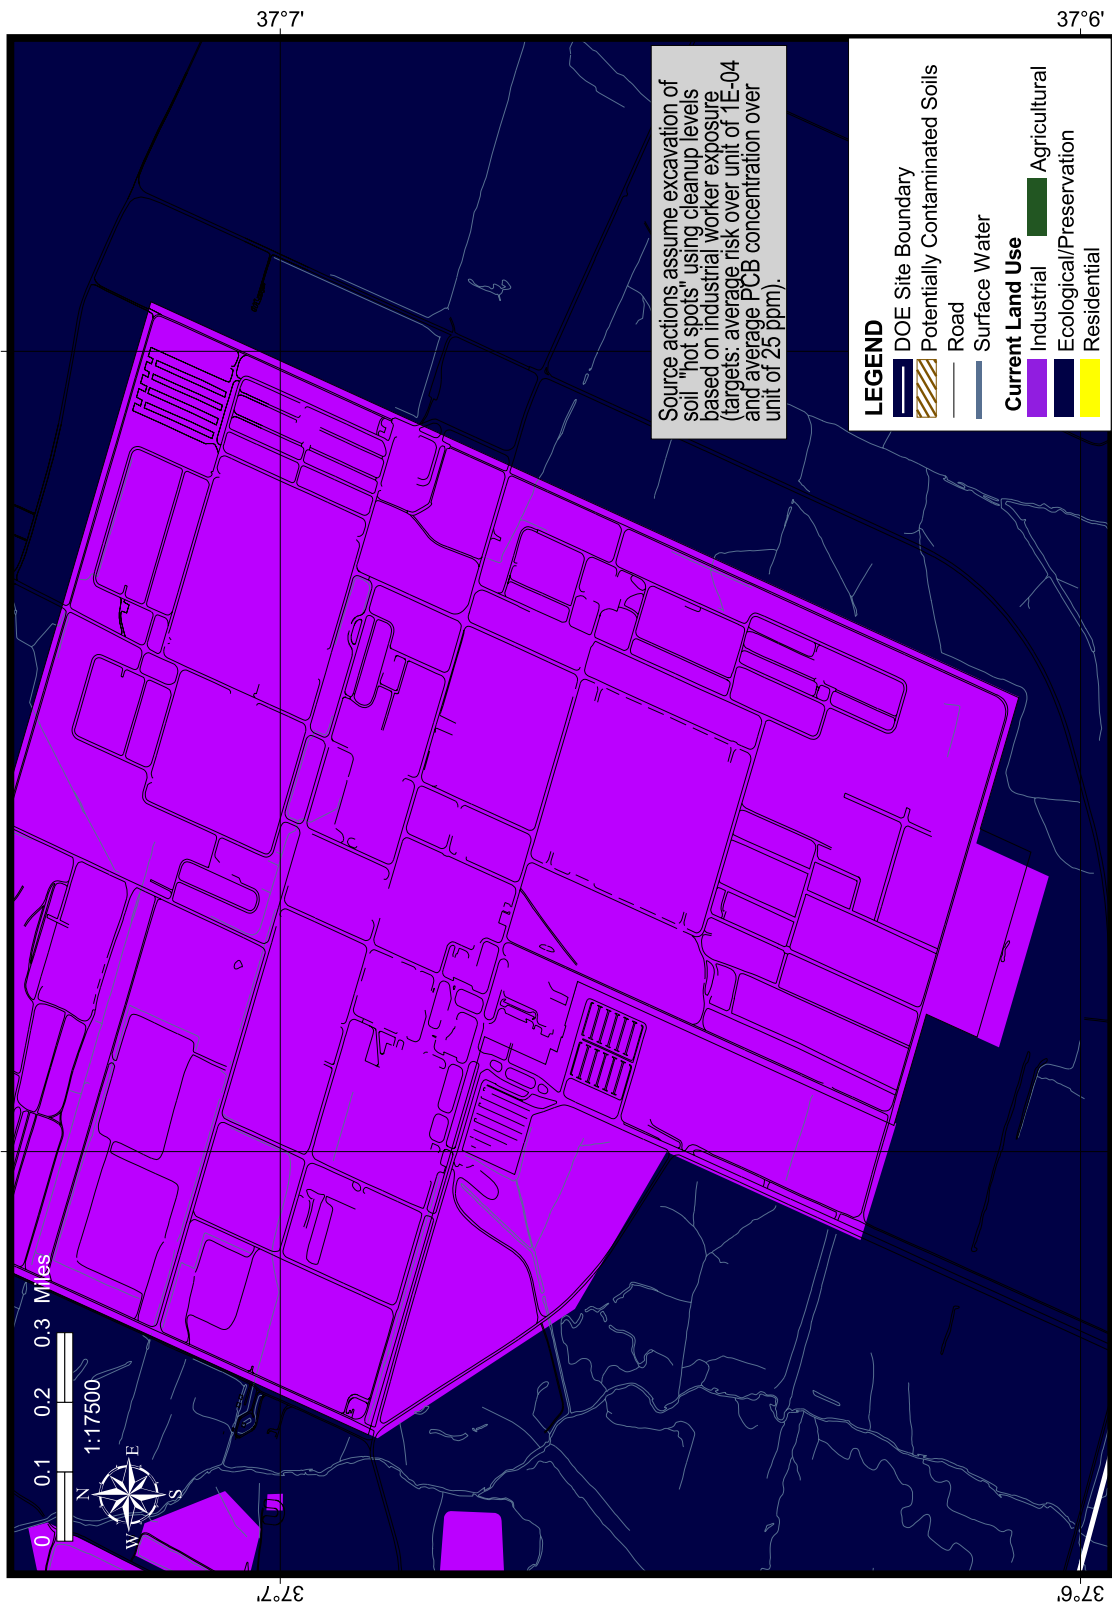 37°7'
37°6'
Source actions assume excavation of
soil "hot spots" using cleanup levels
based on industrial worker exposure
(targets: average risk over unit of 1E-04
and average PCB concentration over
unit of 25 ppm).
LEGEND
DOE Site Boundary
Potentially Contaminated Soils
Road
Surface Water
Current Land Use
Industrial
Agricultural
Ecological/Preservation
Residential
0 0.1 0.2 0.3 Miles
1:17500
N
W E
S
37°7'
37°6'